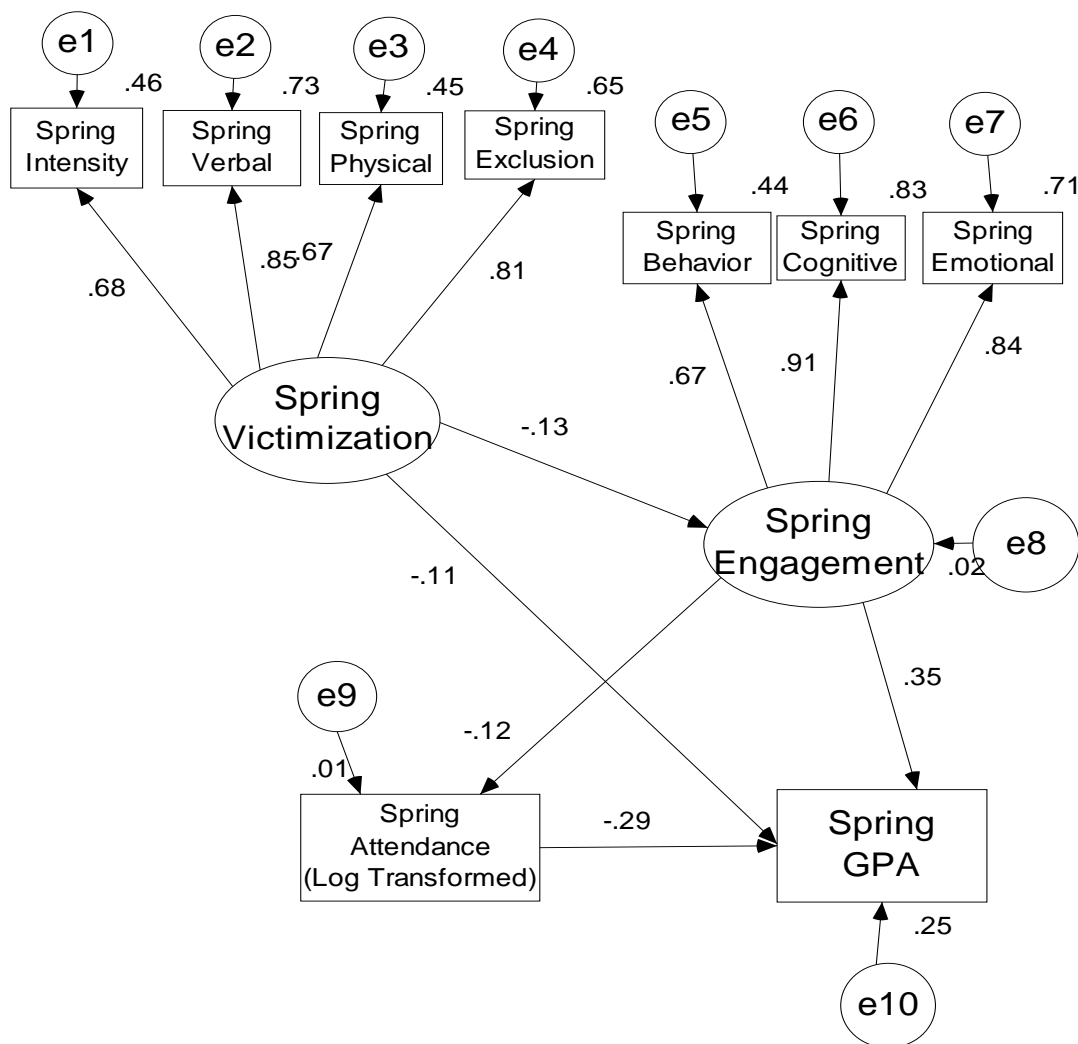 e1
e2
e3
e4
.46
.73
.45
.65
Spring
Intensity
Spring
Verbal
Spring
Physical
Spring
Exclusion
e5
e6
e7
.44
.83
.71
Spring
Behavior
Spring
Cognitive
Spring
Emotional
.68
.85
.67
.81
.67
.91
.84
Spring
Victimization
-.13
Spring
Engagement
e8
.02
-.11
.35
e9
-.12
.01
Spring
Attendance
(Log Transformed)
-.29
Spring
GPA
.25
e10